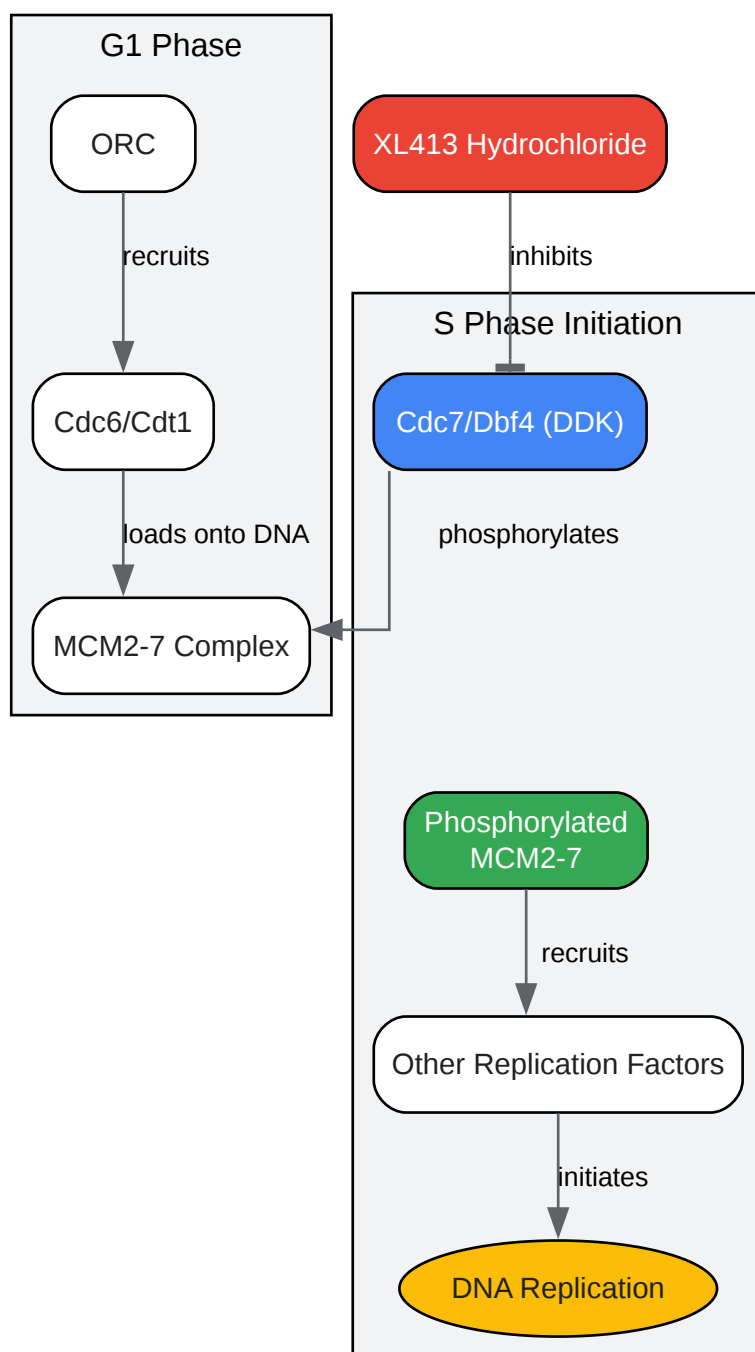 G1 Phase
ORC
XL413 Hydrochloride
recruits
inhibits
S Phase Initiation
Cdc6/Cdt1
Cdc7/Dbf4 (DDK)
loads onto DNA
phosphorylates
MCM2-7 Complex
Phosphorylated
MCM2-7
recruits
Other Replication Factors
initiates
DNA Replication